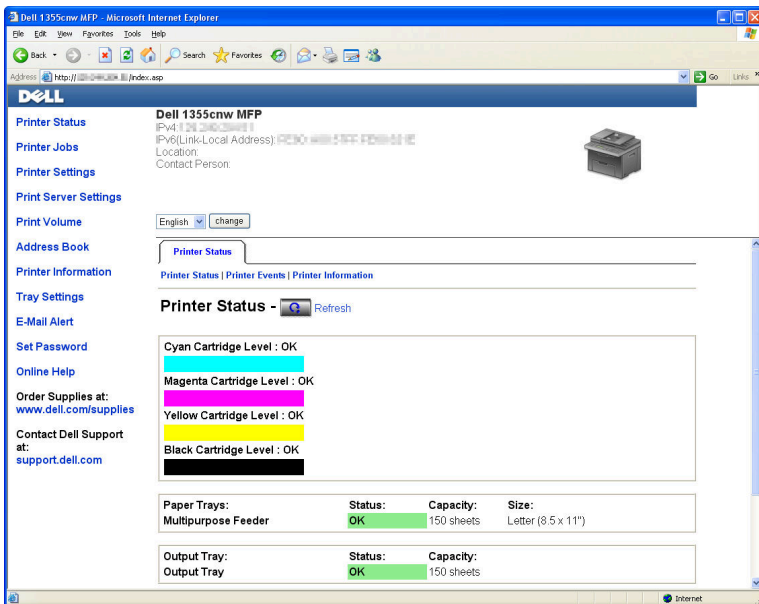 Dell 1355cnw MFP - Microsoft Internet Explorer
File Edit View Favorites Tools Help
Back Search Favorites
Address http:// /index.asp Go Links »
DELL
Printer Status
Printer Jobs
Printer Settings
Print Server Settings
Print Volume
Address Book
Printer Information
Tray Settings
E-Mail Alert
Set Password
Online Help
Order Supplies at:
www.dell.com/supplies
Contact Dell Support
at:
support.dell.com
Dell 1355cnw MFP
IPv4:
IPv6(Link-Local Address):
Location:
Contact Person:
English change
Printer Status
Printer Status | Printer Events | Printer Information
Printer Status - Refresh
Cyan Cartridge Level : OK
Magenta Cartridge Level : OK
Yellow Cartridge Level : OK
Black Cartridge Level : OK
Paper Trays: Status: Capacity: Size:
Multipurpose Feeder OK 150 sheets Letter (8.5 x 11")
Output Tray: Status: Capacity:
Output Tray OK 150 sheets
Internet